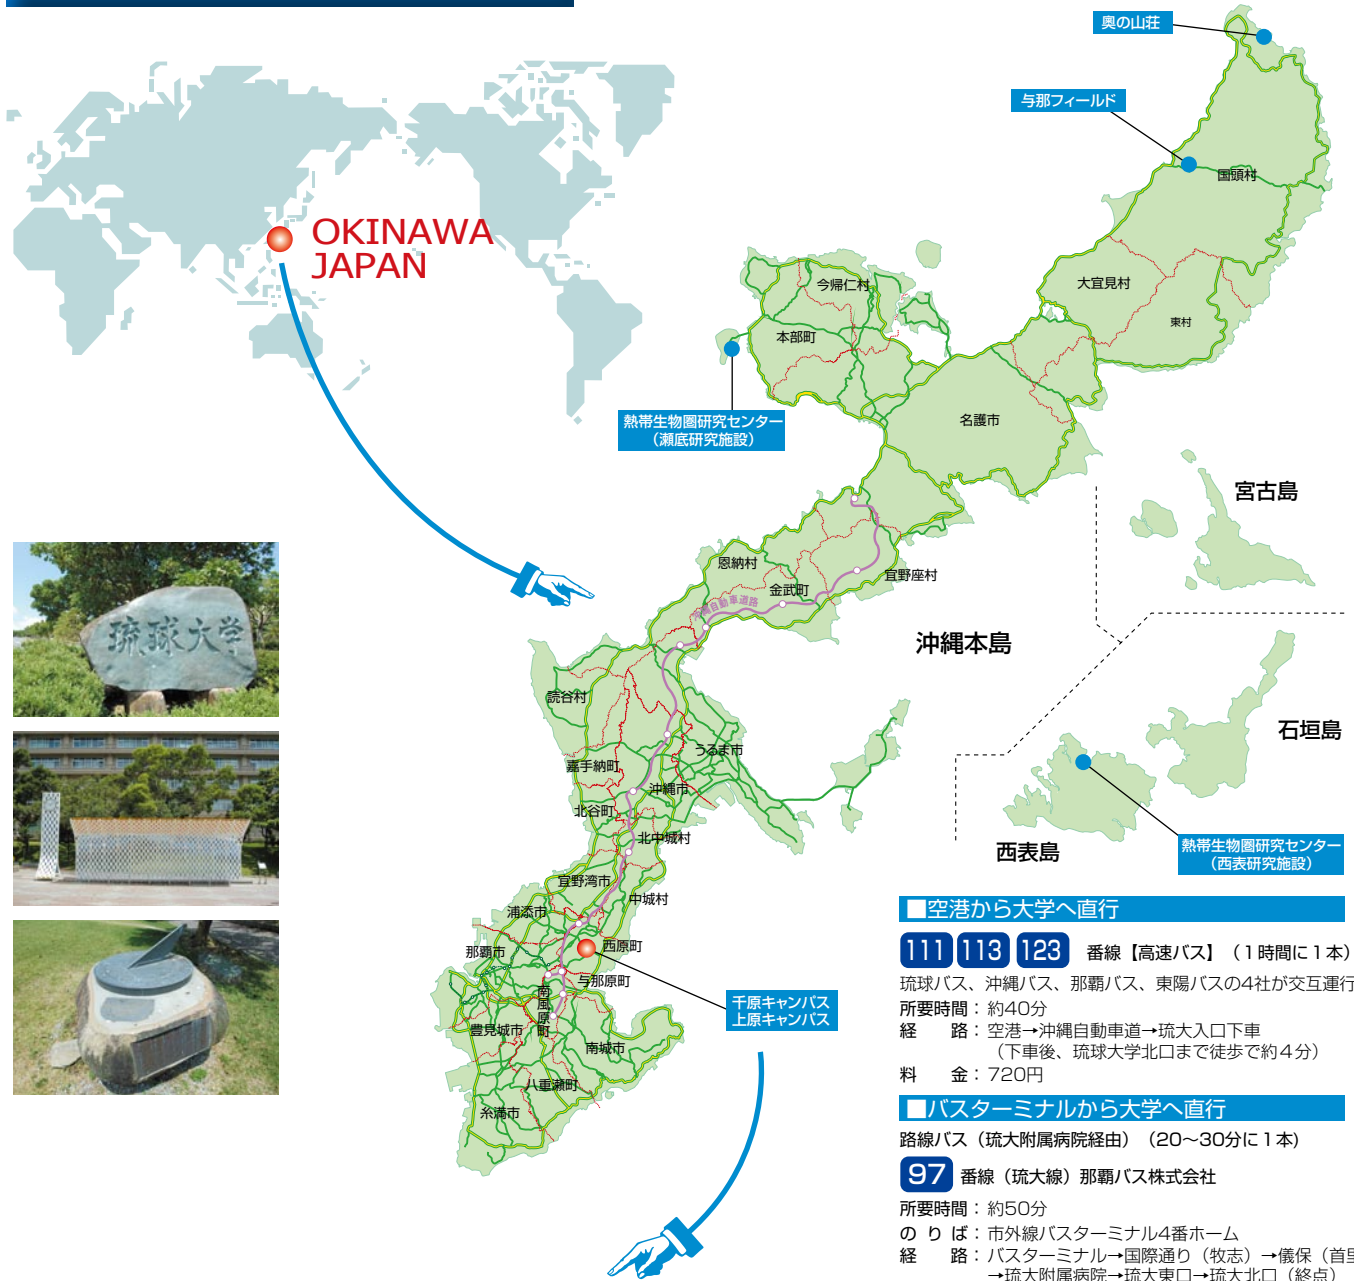 奥の山荘
与那フィールド
国頭村
OKINAWA
JAPAN
大宜見村
今帰仁村
東村
本部町
熱帯生物圏研究センター
（瀬底研究施設）
名護市
宮古島
恩納村
宜野座村
金武町
沖縄自動車道路
琉球大学
沖縄本島
読谷村
石垣島
うるま市
嘉手納町
沖縄市
北谷町
北中城村
西表島
熱帯生物圏研究センター
（西表研究施設）
宜野湾市
中城村
浦添市
那覇市
西原町
与那原町
南風原町
千原キャンパス
上原キャンパス
豊見城市
南城市
八重瀬町
糸満市
■空港から大学へ直行
111 113 123 番線【高速バス】（1時間に1本）
琉球バス、沖縄バス、那覇バス、東陽バスの4社が交互運行
所要時間：約40分
経　路：空港→沖縄自動車道→琉大入口下車
（下車後、琉球大学北口まで徒歩で約4分）
料　金：720円
■バスターミナルから大学へ直行
路線バス（琉大附属病院経由）（20〜30分に1本)
97 番線（琉大線）那覇バス株式会社
所要時間：約50分
のりば：市外線バスターミナル4番ホーム
経　路：バスターミナル→国際通り（牧志）→儀保（首里
→琉大附属病院→琉大東口→琉大北口（終点）